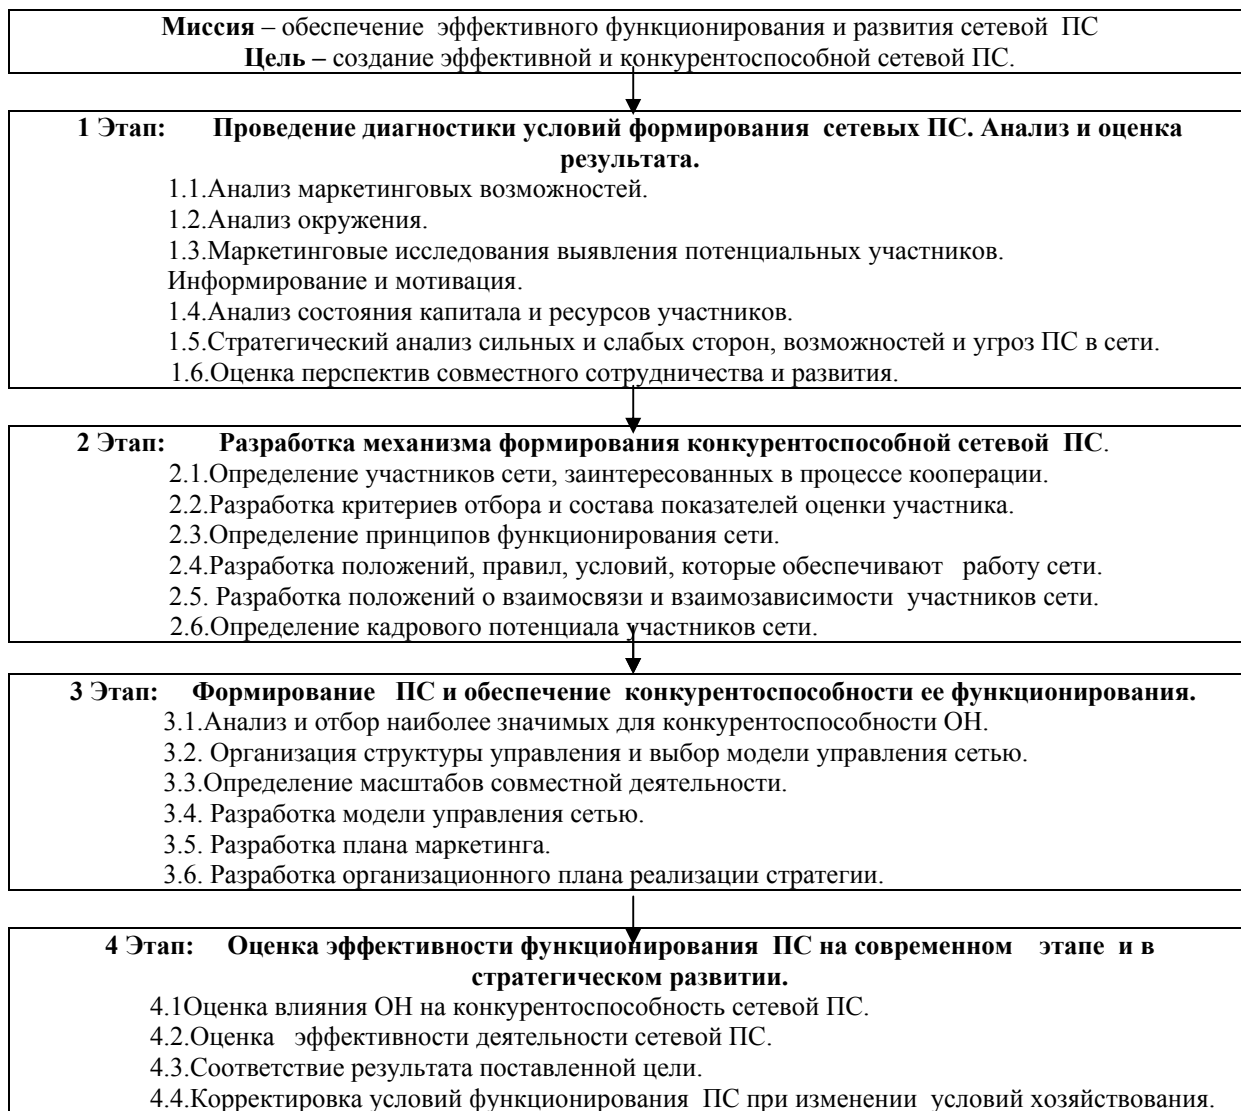 Миссия – обеспечение эффективного функционирования и развития сетевой ПС
Цель – создание эффективной и конкурентоспособной сетевой ПС.
1 Этап: Проведение диагностики условий формирования сетевых ПС. Анализ и оценка
результата.
1.1.Анализ маркетинговых возможностей.
1.2.Анализ окружения.
1.3.Маркетинговые исследования выявления потенциальных участников.
Информирование и мотивация.
1.4.Анализ состояния капитала и ресурсов участников.
1.5.Стратегический анализ сильных и слабых сторон, возможностей и угроз ПС в сети.
1.6.Оценка перспектив совместного сотрудничества и развития.
2 Этап: Разработка механизма формирования конкурентоспособной сетевой ПС.
2.1.Определение участников сети, заинтересованных в процессе кооперации.
2.2.Разработка критериев отбора и состава показателей оценки участника.
2.3.Определение принципов функционирования сети.
2.4.Разработка положений, правил, условий, которые обеспечивают работу сети.
2.5. Разработка положений о взаимосвязи и взаимозависимости участников сети.
2.6.Определение кадрового потенциала участников сети.
3 Этап: Формирование ПС и обеспечение конкурентоспособности ее функционирования.
3.1.Анализ и отбор наиболее значимых для конкурентоспособности ОН.
3.2. Организация структуры управления и выбор модели управления сетью.
3.3.Определение масштабов совместной деятельности.
3.4. Разработка модели управления сетью.
3.5. Разработка плана маркетинга.
3.6. Разработка организационного плана реализации стратегии.
4 Этап: Оценка эффективности функционирования ПС на современном этапе и в
стратегическом развитии.
4.1Оценка влияния ОН на конкурентоспособность сетевой ПС.
4.2.Оценка эффективности деятельности сетевой ПС.
4.3.Соответствие результата поставленной цели.
4.4.Корректировка условий функционирования ПС при изменении условий хозяйствования.